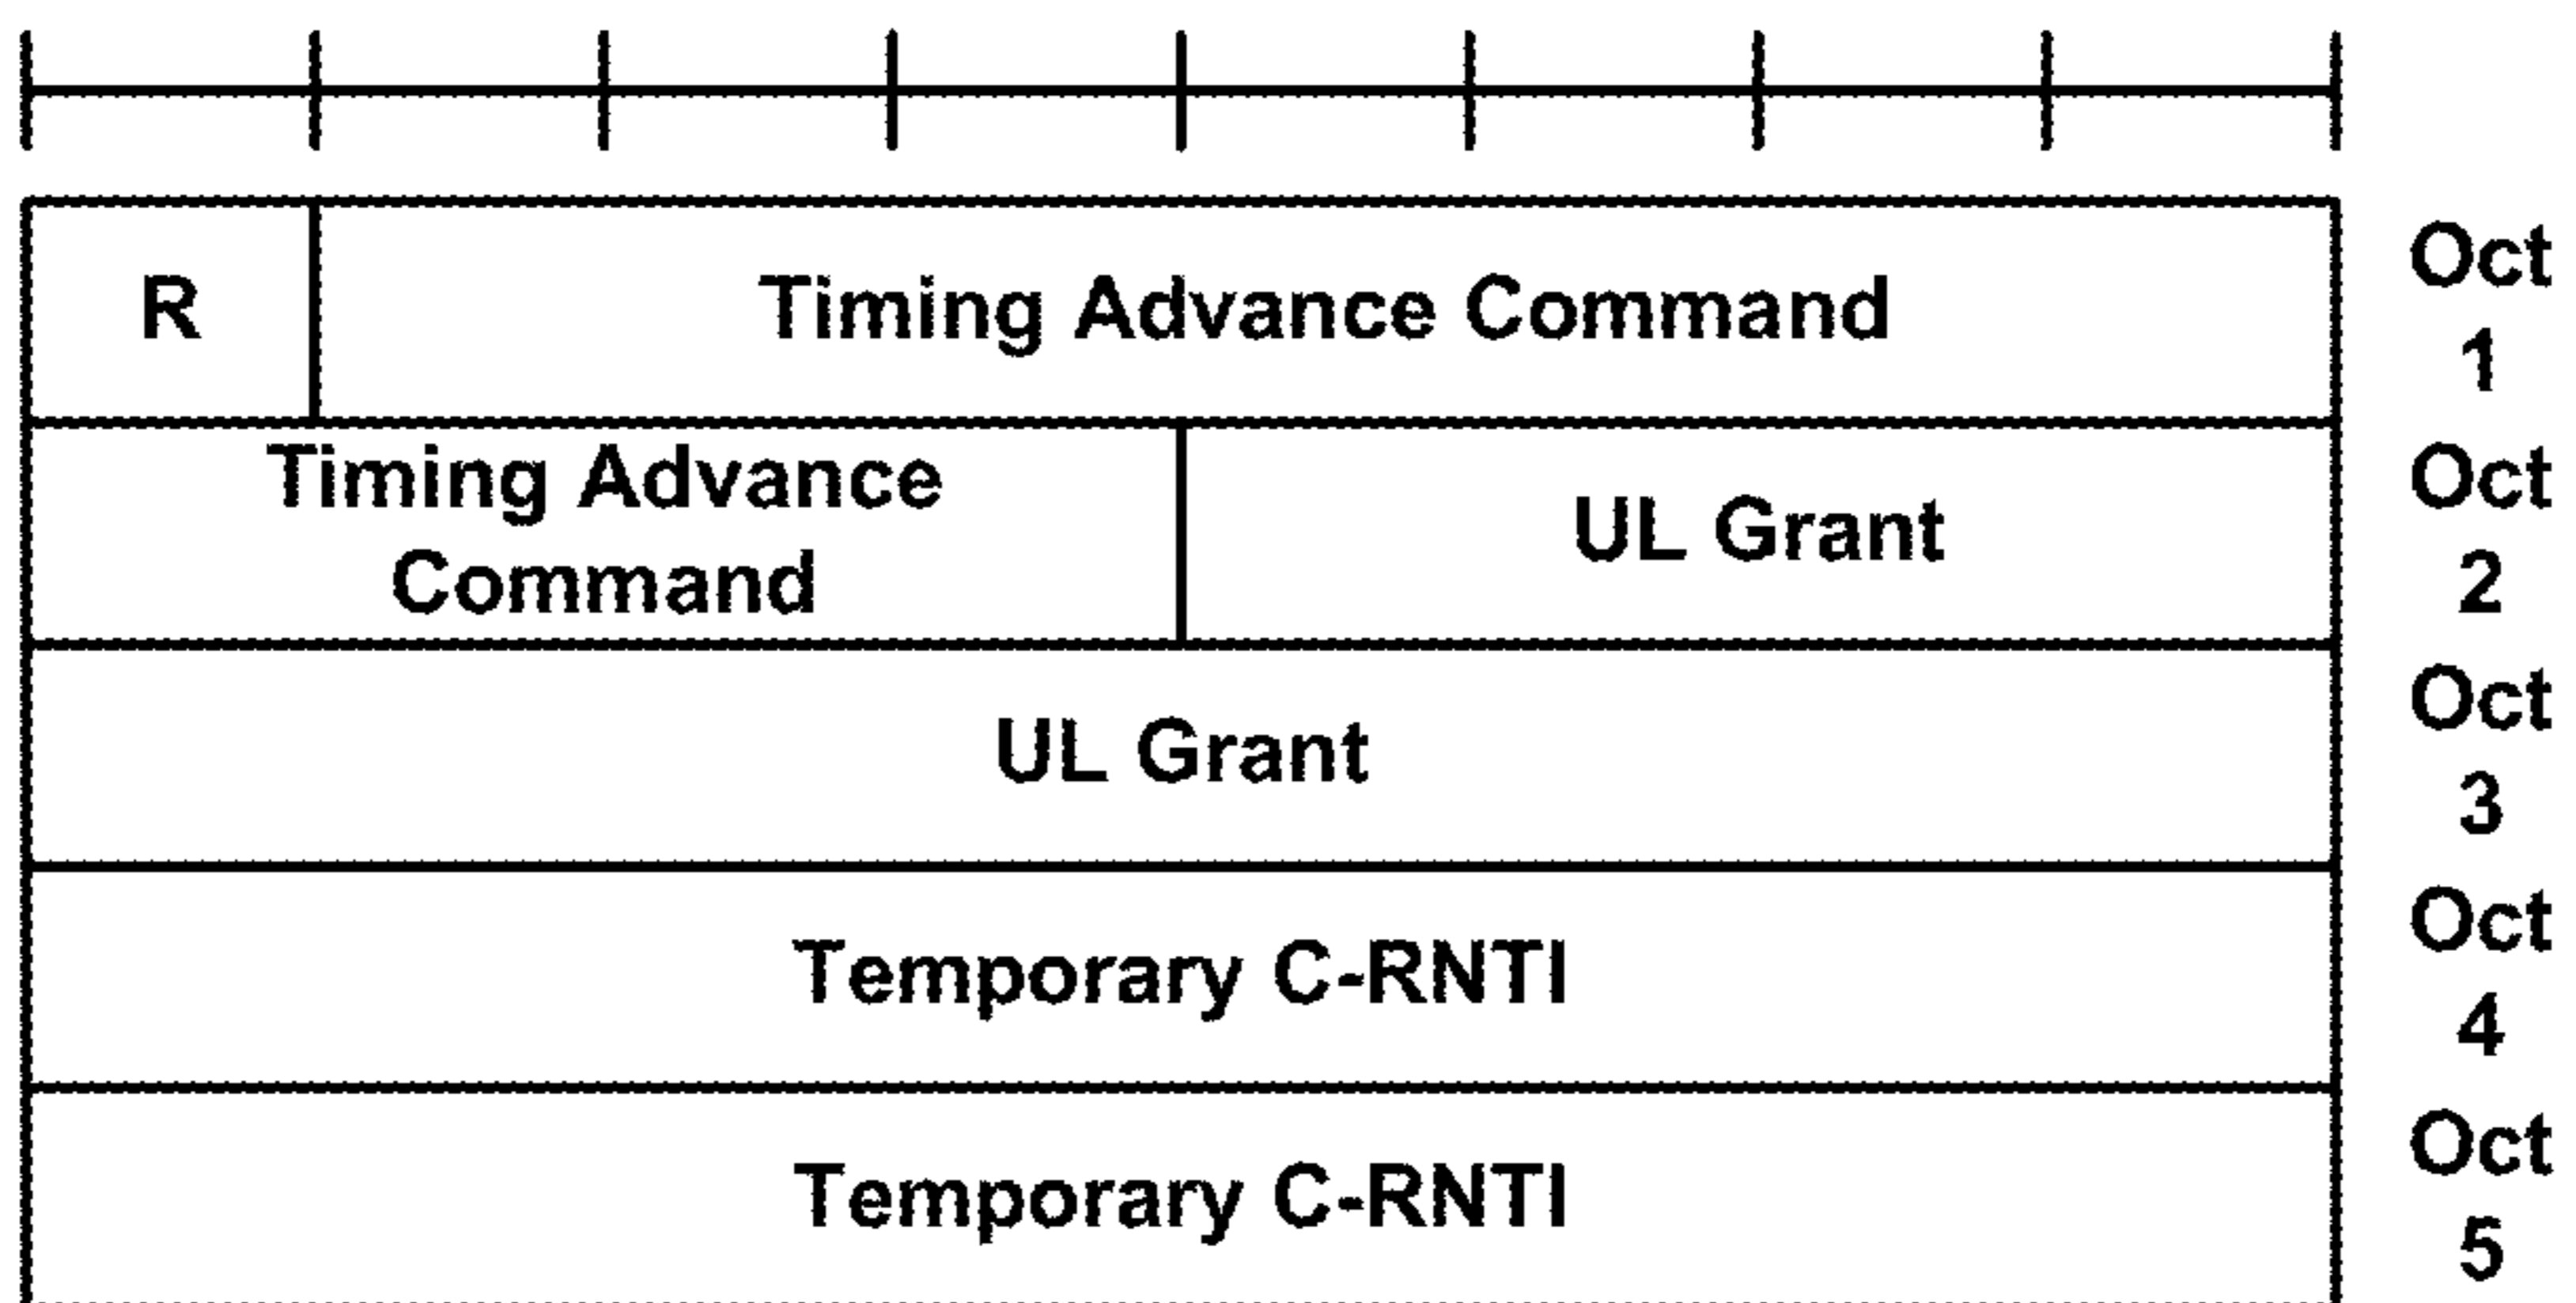 R
Timing Advance Command
Oct
1
Timing Advance
Command
UL Grant
Oct
2
UL Grant
Oct
3
Temporary C-RNTI
Oct
4
Temporary C-RNTI
Oct
5